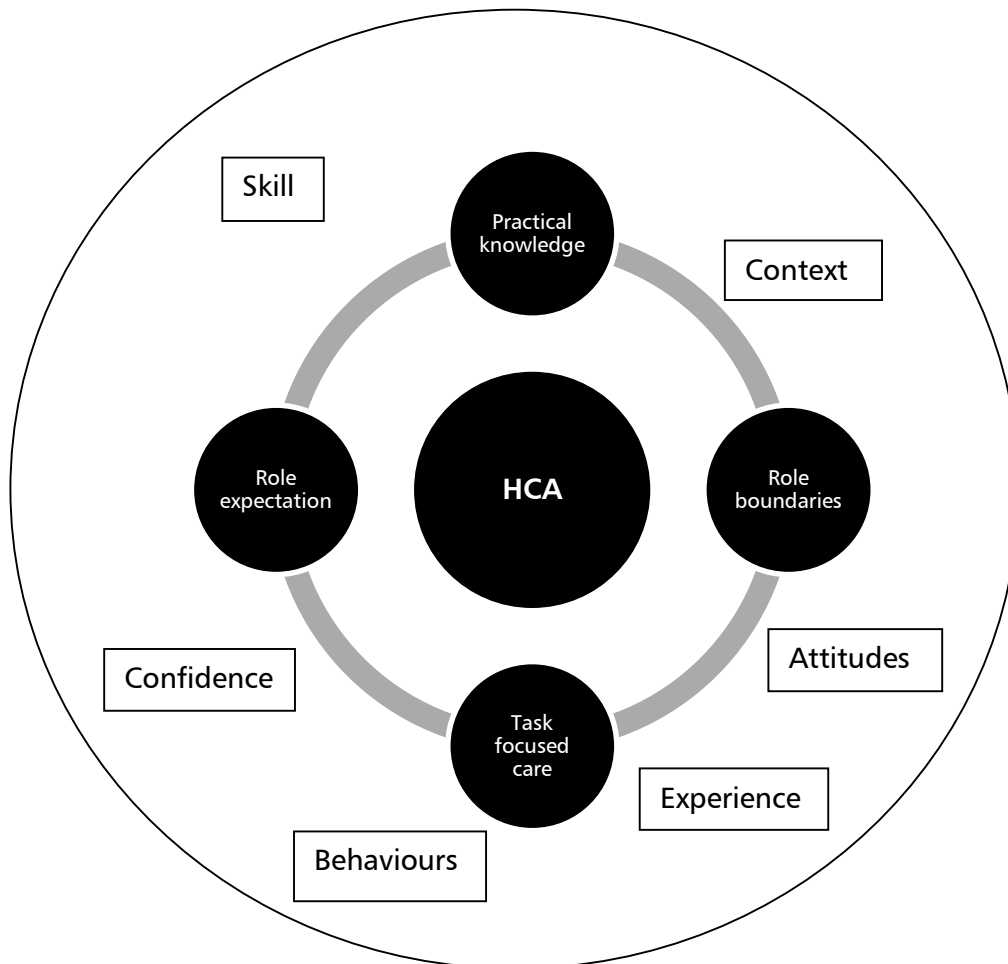 Skill
Practical
knowledge
Context
Role
expectation
HCA
Role
boundaries
Confidence
Attitudes
Task
focused
care
Experience
Behaviours